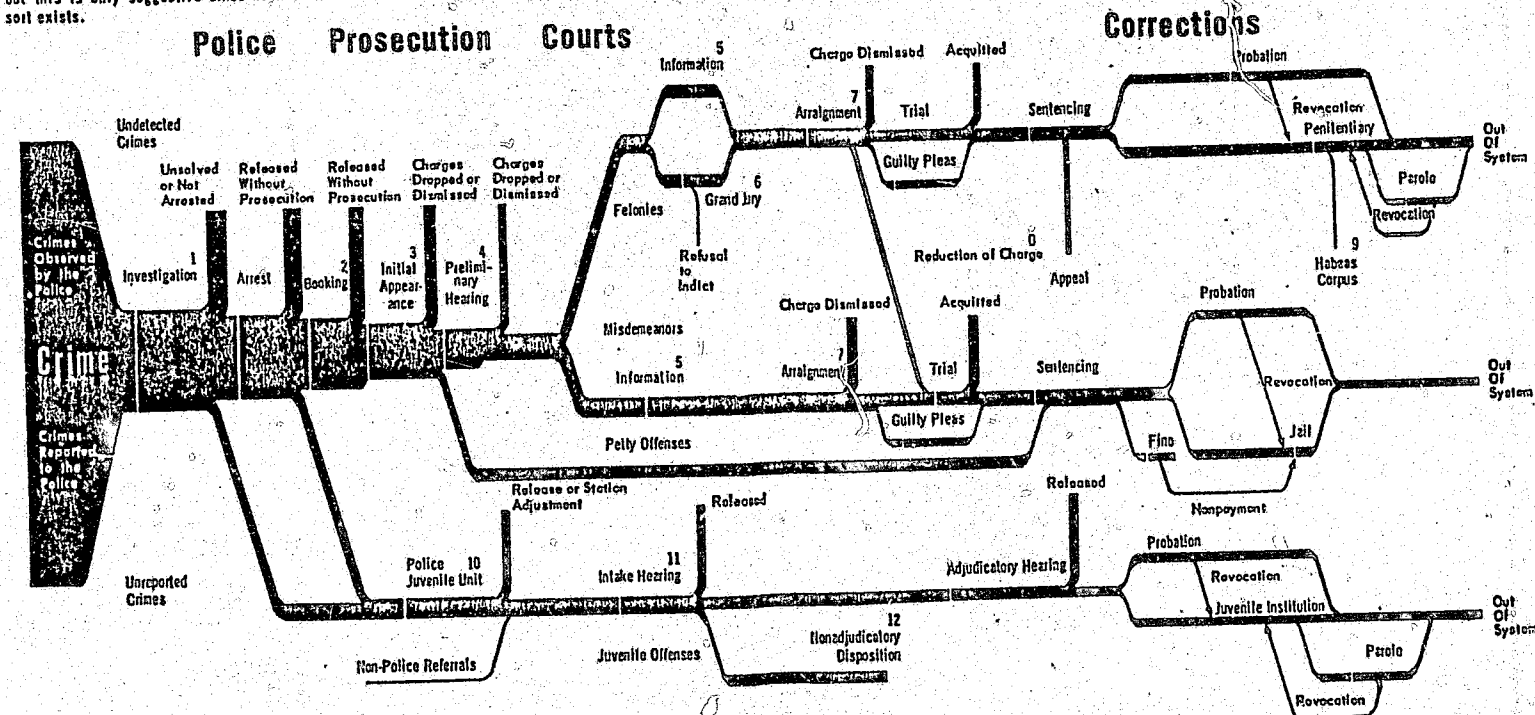 sort exists.
Police Prosecution Courts Corrections
Undetected
Crimes
Unsolved
or Not
Arrested
Released
Without
Prosecution
Released
Without
Prosecution
Charges
Dropped or
Dismissed
Charges
Dropped or
Dismissed
Crimes
Observed
by the
Police
Crime
Crimes
Reported
to the
Police
Unreported
Crimes
1
Investigation
Arrest
2
Booking
3
Initial
Appear-
ance
4
Prelimi-
nary
Hearing
Felonies
5
Information
6
Grand Jury
Refusal
to
Indict
7
Arraignment
Charge Dismissed
Acquitted
Trial
Guilty Pleas
Sentencing
Appeal
Reduction of Charge
Probation
Revocation
Penitentiary
Parole
Revocation
9
Habeas
Corpus
Out
Of
System
Misdemeanors
5
Information
7
Arraignment
Charge Dismissed
Acquitted
Trial
Guilty Pleas
Sentencing
Probation
Revocation
Fine
Jail
Nonpayment
Out
Of
System
Petty Offenses
Release or Station
Adjustment
Released
Released
Police 10
Juvenile Unit
11
Intake Hearing
Adjudicatory Hearing
Non-Police Referrals
Juvenile Offenses
12
Nonadjudicatory
Disposition
Probation
Revocation
Juvenile Institution
Parole
Revocation
Out
Of
System